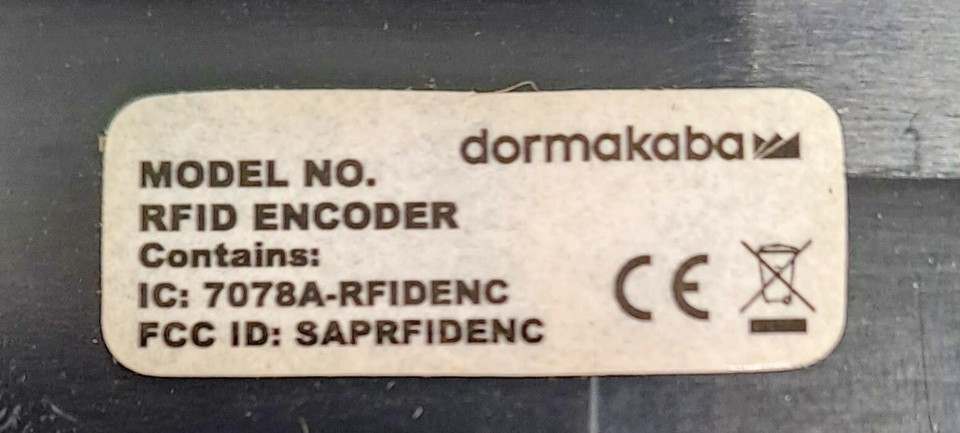 dormakaba
MODEL NO.
RFID ENCODER
Contains:
IC: 7078A-RFIDENC
FCC ID: SAPRFIDENC
CE